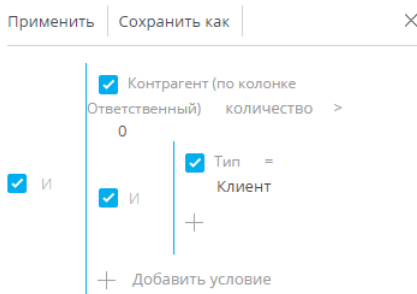 Применить Сохранить как
Контрагент (по колонке
Ответственный) количество >
0
Тип =
И И Клиент
Добавить условие